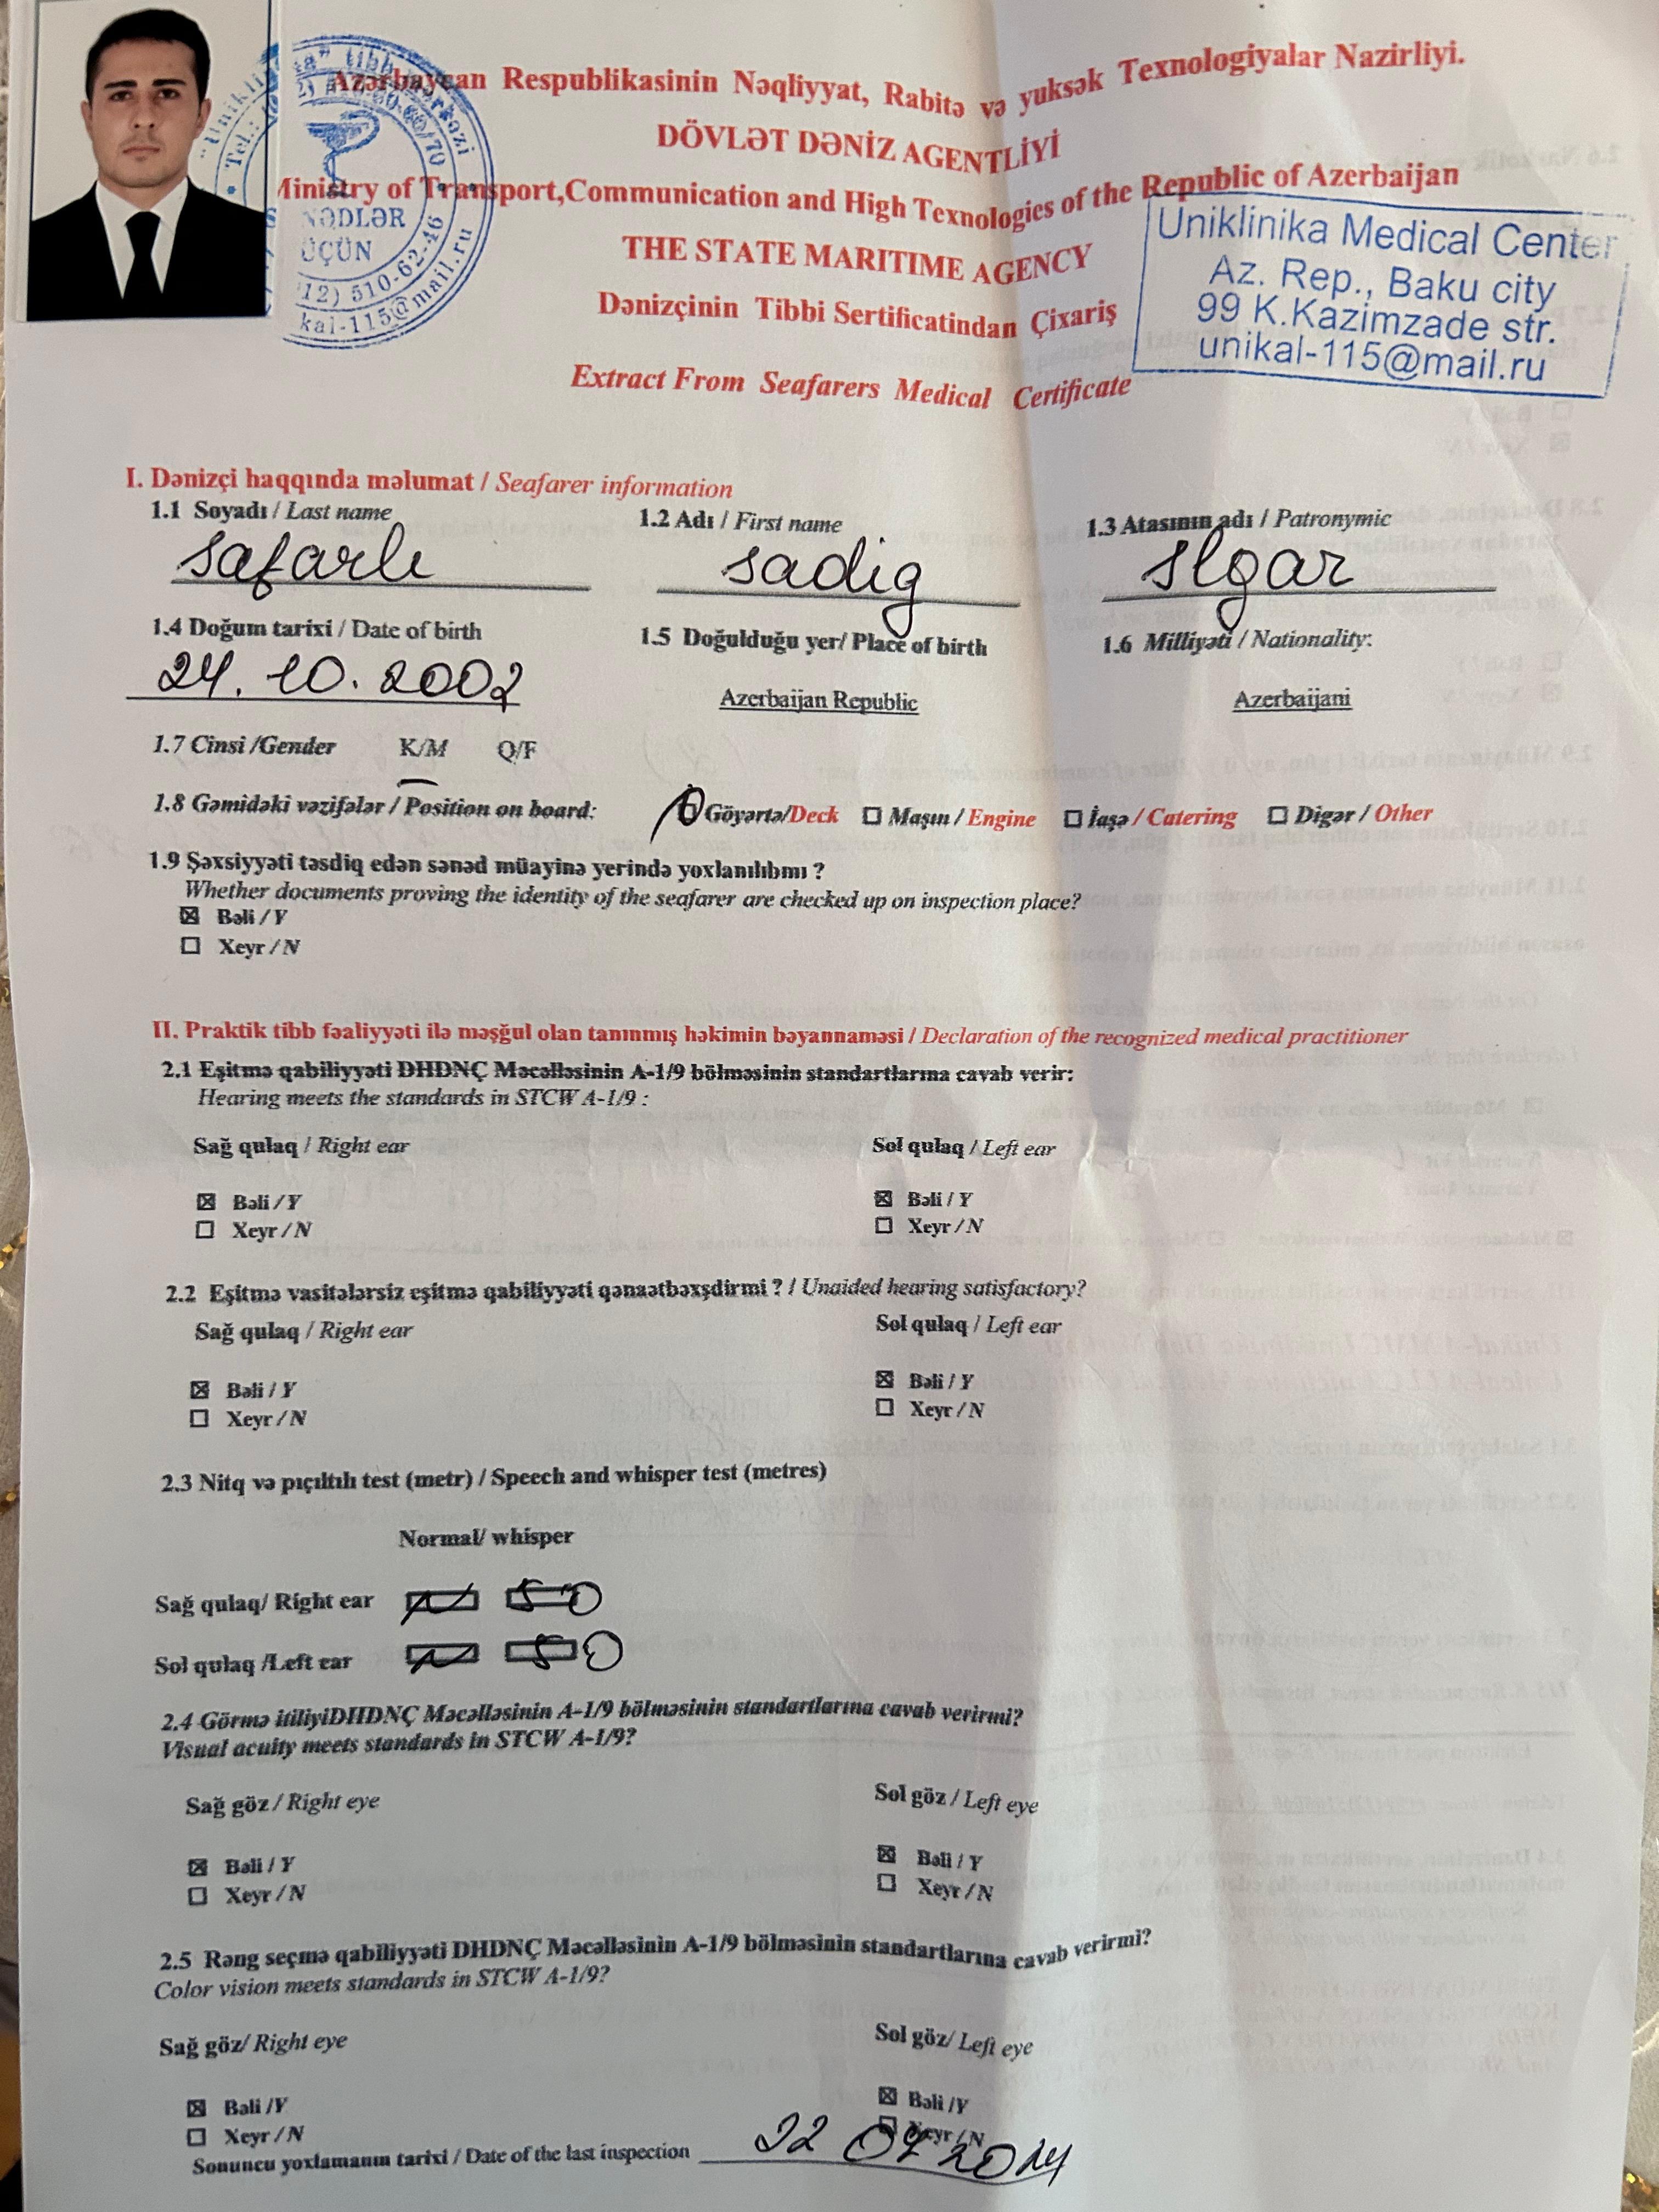 Azərbaycan Respublikasinin Nəqliyyat, Rabitə və yuksək Texnologiyalar Nazirliyi.
DÖVLƏT DƏNİZ AGENTLİYİ
Ministry of Transport,Communication and High Texnologies of the Republic of Azerbaijan
THE STATE MARITIME AGENCY
Dənizçinin Tibbi Sertificatindan Çixariş
Extract From Seafarers Medical Certificate
tibb mərkəzi
Tel.:
SƏNƏDLƏR
ÜÇÜN
12) 510-62-46
kal-115@mail.ru
Uniklinika Medical Center
Az. Rep., Baku city
99 K.Kazimzade str.
unikal-115@mail.ru
I. Dənizçi haqqında məlumat / Seafarer information
1.1 Soyadı / Last name 1.2 Adı / First name 1.3 Atasının adı / Patronymic
Safarli Sadig Ilgar
1.4 Doğum tarixi / Date of birth 1.5 Doğulduğu yer/ Place of birth 1.6 Milliyəti / Nationality:
24.10.2002 Azerbaijan Republic Azerbaijani
1.7 Cinsi /Gender K/M Q/F
1.8 Gəmidəki vəzifələr / Position on board: Göyərtə/Deck ☐ Maşın / Engine ☐ İaşə / Catering ☐ Digər / Other
1.9 Şəxsiyyəti təsdiq edən sənəd müayinə yerində yoxlanılıbmı ?
Whether documents proving the identity of the seafarer are checked up on inspection place?
☒ Bəli / Y
☐ Xeyr / N
II. Praktik tibb fəaliyyəti ilə məşğul olan tanınmış həkimin bəyannaməsi / Declaration of the recognized medical practitioner
2.1 Eşitmə qabiliyyəti DHDNÇ Məcəlləsinin A-1/9 bölməsinin standartlarına cavab verir:
Hearing meets the standards in STCW A-1/9 :
Sağ qulaq / Right ear Sol qulaq / Left ear
☒ Bəli / Y ☒ Bəli / Y
☐ Xeyr / N ☐ Xeyr / N
2.2 Eşitmə vasitələrsiz eşitmə qabiliyyəti qənaətbəxşdirmi ? / Unaided hearing satisfactory?
Sağ qulaq / Right ear Sol qulaq / Left ear
☒ Bəli / Y ☒ Bəli / Y
☐ Xeyr / N ☐ Xeyr / N
2.3 Nitq və pıçıltılı test (metr) / Speech and whisper test (metres)
Normal/ whisper
Sağ qulaq/ Right ear N
Sol qulaq /Left ear N
2.4 Görmə itiliyiDHDNÇ Məcəlləsinin A-1/9 bölməsinin standartlarına cavab verirmi?
Visual acuity meets standards in STCW A-1/9?
Sağ göz / Right eye Sol göz / Left eye
☒ Bəli / Y ☒ Bəli / Y
☐ Xeyr / N ☐ Xeyr / N
2.5 Rəng seçmə qabiliyyəti DHDNÇ Məcəlləsinin A-1/9 bölməsinin standartlarına cavab verirmi?
Color vision meets standards in STCW A-1/9?
Sağ göz/ Right eye Sol göz/ Left eye
☒ Bəli /Y ☒ Bəli /Y
☐ Xeyr / N ☐ Xeyr / N
Sonuncu yoxlamanın tarixi / Date of the last inspection